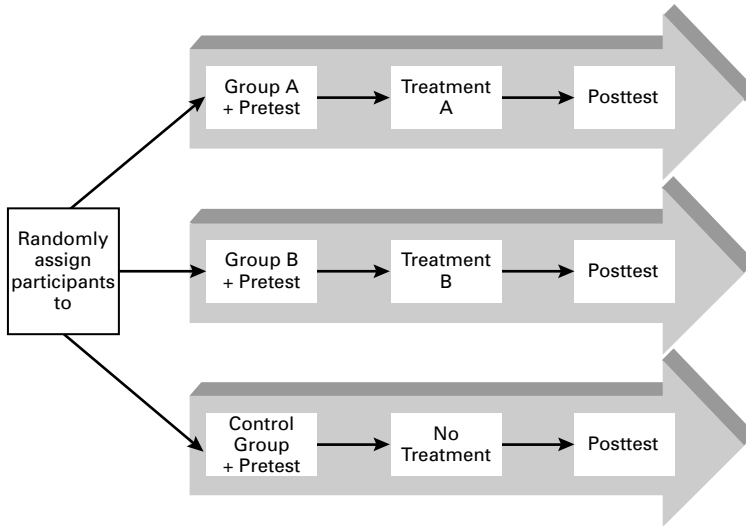 Group A
+ Pretest
Treatment
A
Posttest
Randomly
assign
participants
to
Group B
+ Pretest
Treatment
B
Posttest
Control
Group
+ Pretest
No
Treatment
Posttest